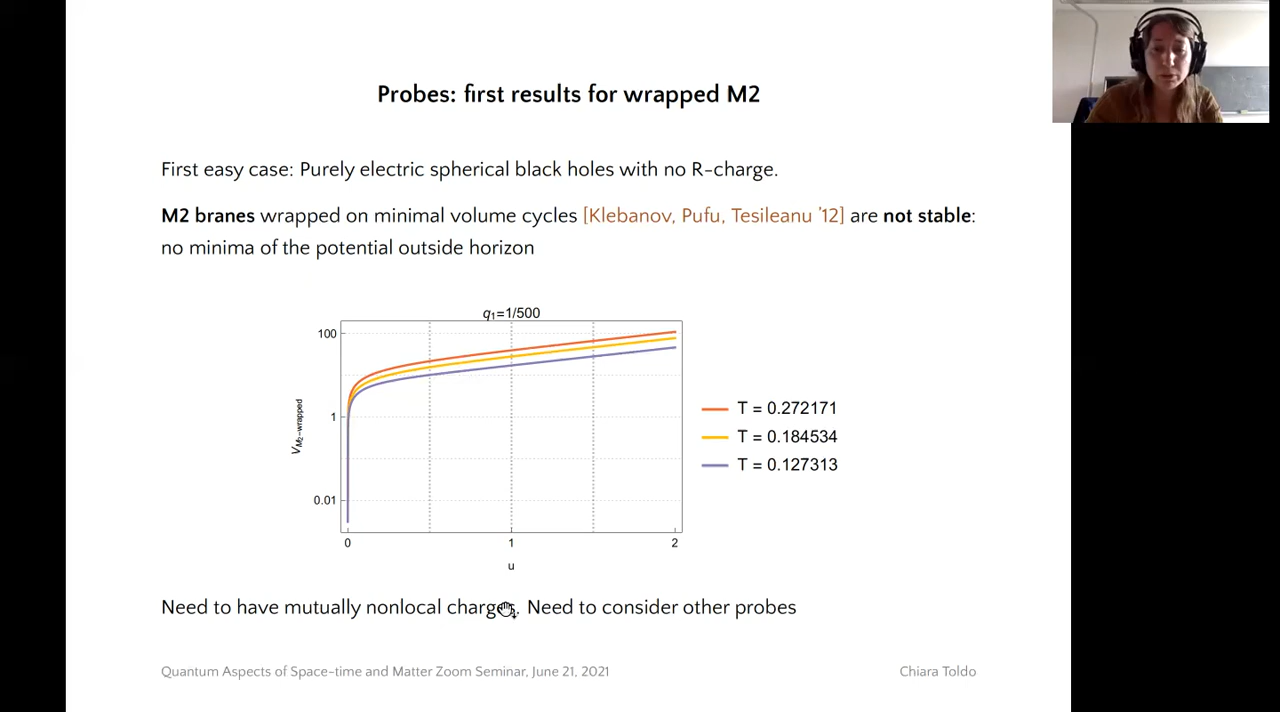 Probes: first results for wrapped M2
First easy case: Purely electric spherical black holes with no R-charge.
M2 branes wrapped on minimal volume cycles [Klebanov, Pufu, Tesileanu '12] are not stable:
no minima of the potential outside horizon
q1=1/500
100
1
0.01
VM2-wrapped
0 1 2
u
T = 0.272171
T = 0.184534
T = 0.127313
Need to have mutually nonlocal charges. Need to consider other probes
Quantum Aspects of Space-time and Matter Zoom Seminar, June 21, 2021 Chiara Toldo